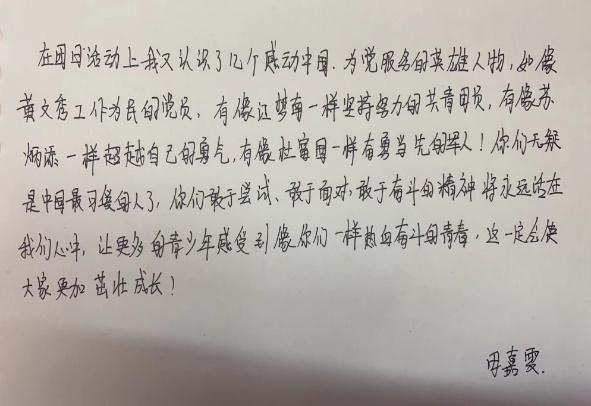 在团日活动上我又认识了几个感动中国、为党服务的英雄人物，如像
黄文秀工作为民的党员，有像江梦南一样坚持努力的共青团员，有像苏
炳添一样超越自己的勇气，有像杜富国一样奋勇当先的军人！你们无疑
是中国最可爱的人了，你们敢于尝试、敢于面对、敢于奋斗的精神将永远活在
我们心中，让更多的青少年感受到像你们一样热血奋斗的青春，这一定会使
大家更加茁壮成长！
田嘉雯.